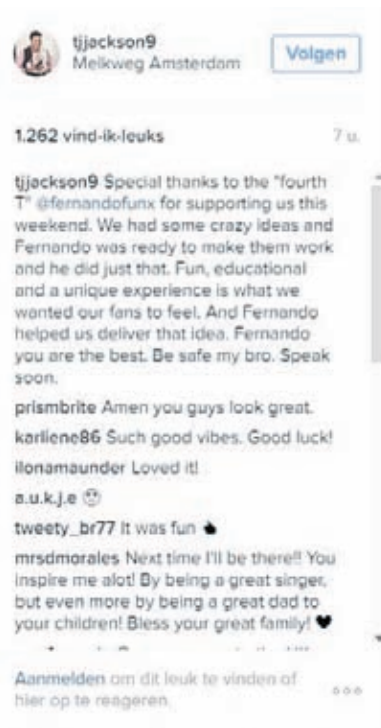 tjjackson9
Melkweg Amsterdam
Volgen
1.262 vind-ik-leuks
7 u.
tjjackson9 Special thanks to the "fourth
T" @fernandofunx for supporting us this
weekend. We had some crazy ideas and
Fernando was ready to make them work
and he did just that. Fun, educational
and a unique experience is what we
wanted our fans to feel. And Fernando
helped us deliver that idea. Fernando
you are the best. Be safe my bro. Speak
soon.
prismbrite Amen you guys look great.
karliene86 Such good vibes. Good luck!
ilonamaunder Loved it!
a.u.k.j.e 🙁
tweety_br77 It was fun
mrsdmorales Next time I'll be there!! You
inspire me alot! By being a great singer,
but even more by being a great dad to
your children! Bless your great family! ♥
Aanmelden om dit leuk te vinden of
hier op te reageren.